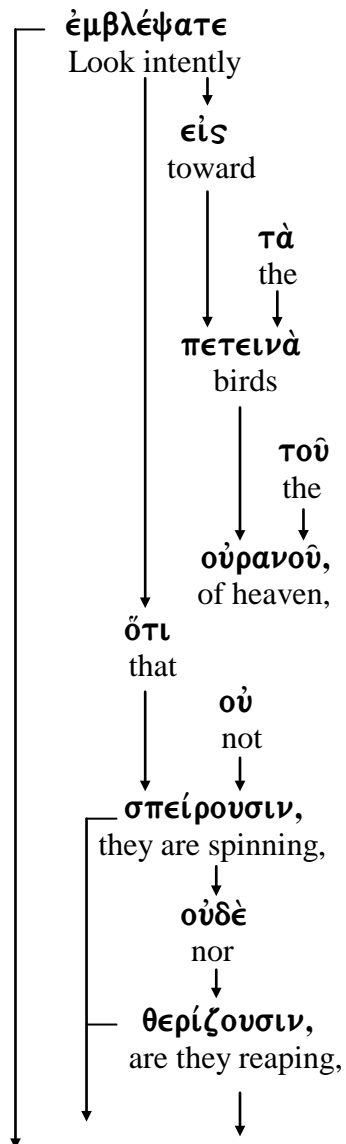 ἐμβλέψατε
Look intently
εἰς
toward
τὰ
the
πετεινὰ
birds
τοῦ
the
οὐρανοῦ,
of heaven,
ὅτι
that
οὐ
not
σπείρουσιν,
they are spinning,
οὐδὲ
nor
θερίζουσιν,
are they reaping,